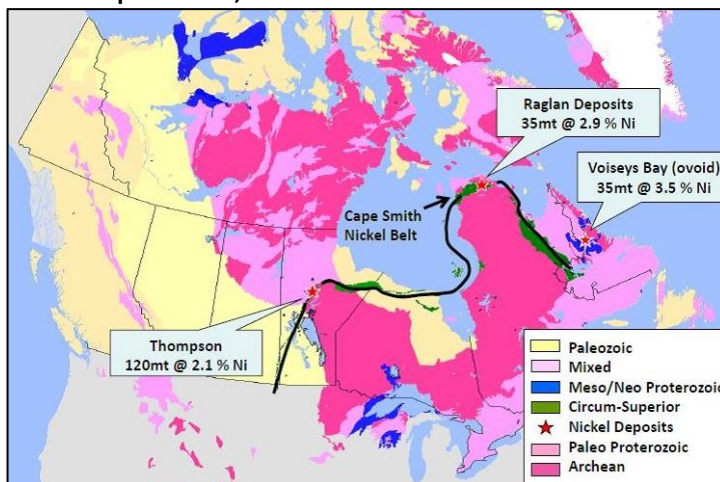 Raglan Deposits
35mt @ 2.9 % Ni
Voiseys Bay (ovoid)
35mt @ 3.5 % Ni
Cape Smith
Nickel Belt
Thompson
120mt @ 2.1 % Ni
Paleozoic
Mixed
Meso/Neo Proterozoic
Circum-Superior
Nickel Deposits
Paleo Proterozoic
Archean